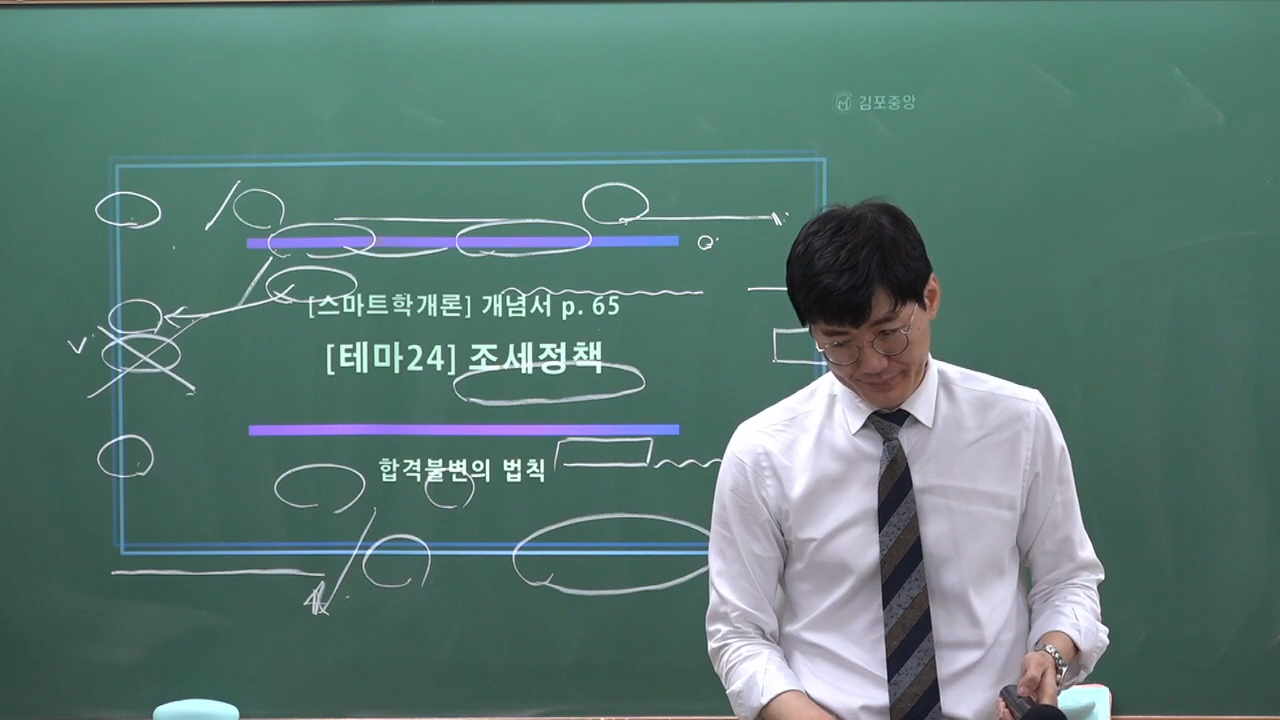 김포중앙
[스마트학개론] 개념서 p. 65
[테마24] 조세정책
합격불변의 법칙